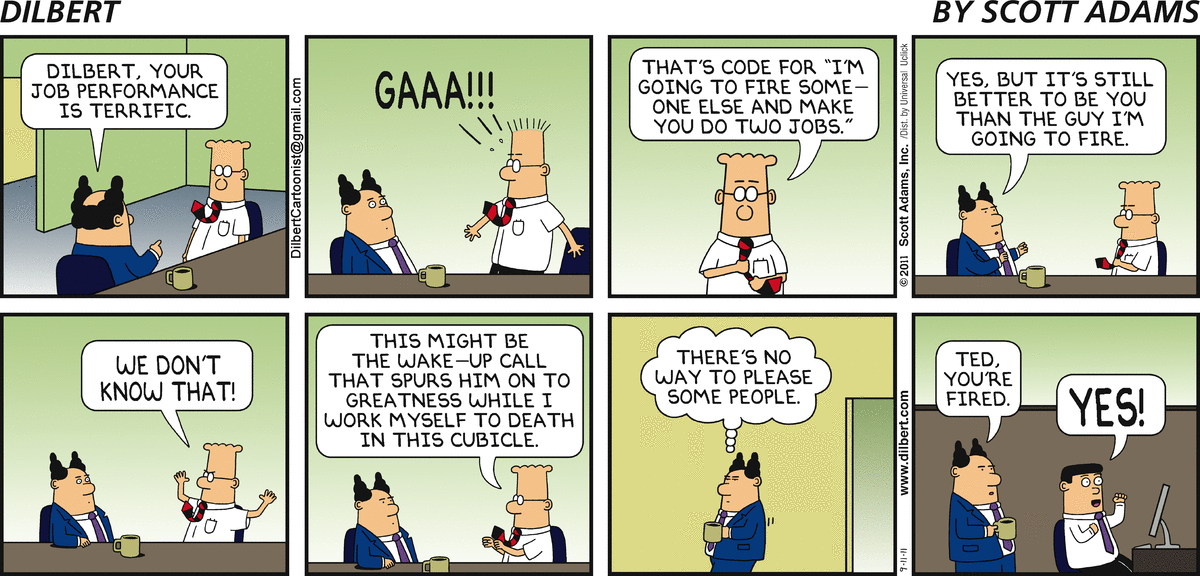 DILBERT
BY SCOTT ADAMS
DILBERT, YOUR
JOB PERFORMANCE
IS TERRIFIC.
DilbertCartoonist@gmail.com
GAAA!!!
THAT'S CODE FOR "I'M
GOING TO FIRE SOME-
ONE ELSE AND MAKE
YOU DO TWO JOBS."
©2011 Scott Adams, Inc. /Dist. by Universal Uclick
YES, BUT IT'S STILL
BETTER TO BE YOU
THAN THE GUY I'M
GOING TO FIRE.
WE DON'T
KNOW THAT!
THIS MIGHT BE
THE WAKE-UP CALL
THAT SPURS HIM ON TO
GREATNESS WHILE I
WORK MYSELF TO DEATH
IN THIS CUBICLE.
THERE'S NO
WAY TO PLEASE
SOME PEOPLE.
www.dilbert.com
9-11-11
TED,
YOU'RE
FIRED.
YES!